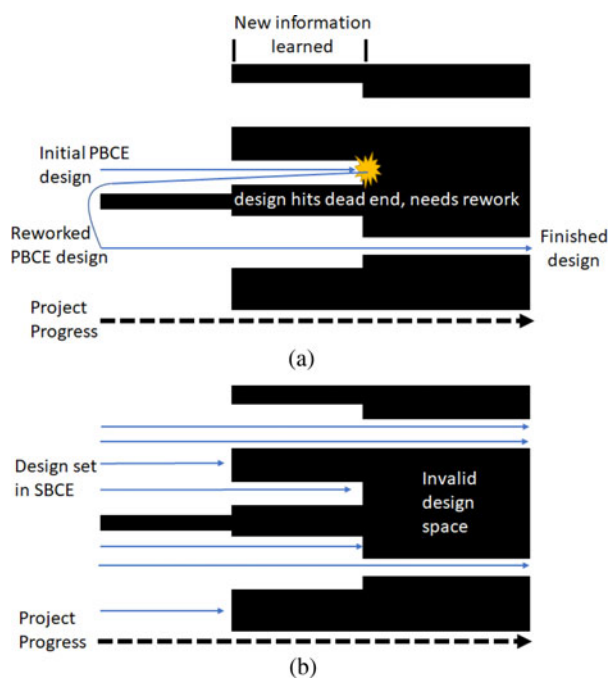 New information
learned
Initial PBCE
design
design hits dead end, needs rework
Reworked
PBCE design
Finished
design
Project
Progress
(a)
Design set
in SBCE
Invalid
design
space
Project
Progress
(b)